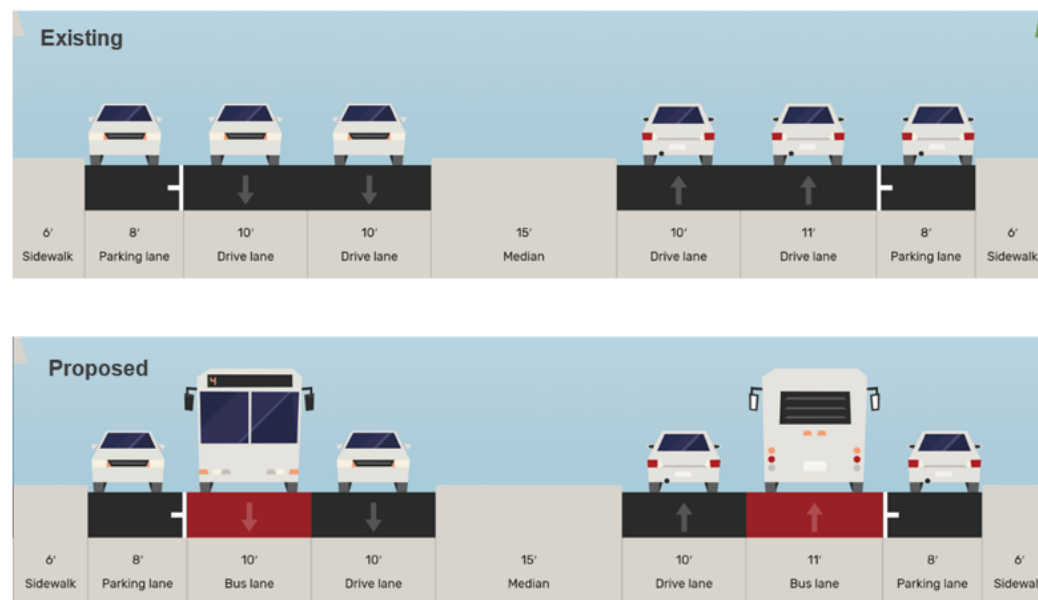 Existing
6' 8' 10' 10' 15' 10' 11' 8' 6'
Sidewalk Parking lane Drive lane Drive lane Median Drive lane Drive lane Parking lane Sidewalk
Proposed
4
6' 8' 10' 10' 15' 10' 11' 8' 6'
Sidewalk Parking lane Bus lane Drive lane Median Drive lane Bus lane Parking lane Sidewal